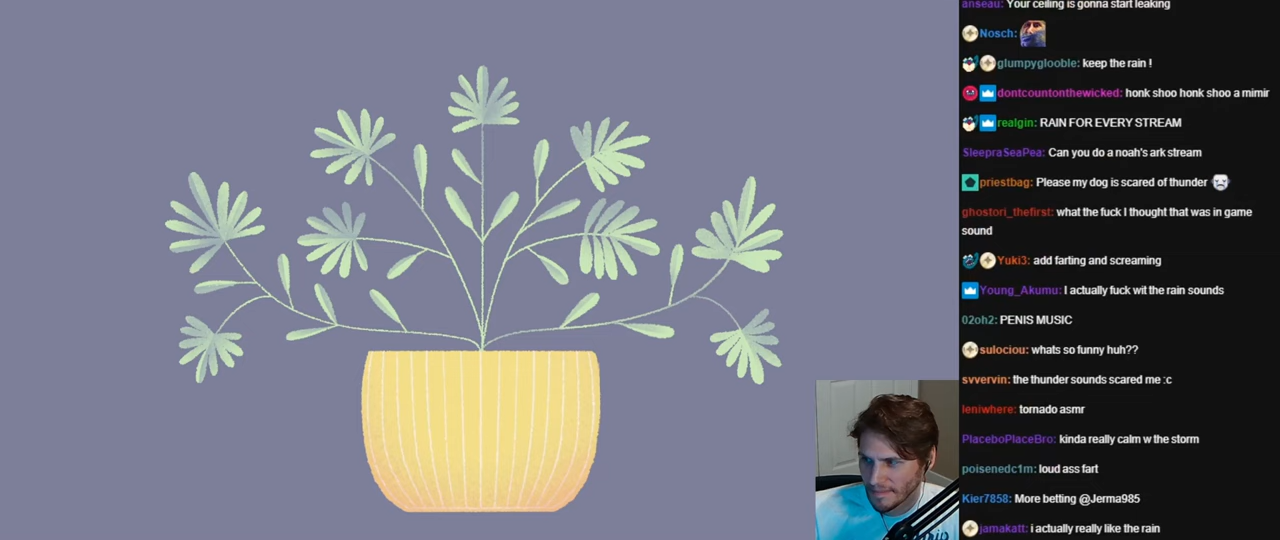 anseau: Your ceiling is gonna start leaking
Nosch:
glumpyglooble: keep the rain !
dontcountonthewicked: honk shoo honk shoo a mimir
realgin: RAIN FOR EVERY STREAM
SleepraSeaPea: Can you do a noah's ark stream
priestbag: Please my dog is scared of thunder
ghostori_thefirst: what the fuck I thought that was in game
sound
Yuki3: add farting and screaming
Young_Akumu: I actually fuck wit the rain sounds
02oh2: PENIS MUSIC
sulociou: whats so funny huh??
svvervin: the thunder sounds scared me :c
leniwhere: tornado asmr
PlaceboPlaceBro: kinda really calm w the storm
poisenedc1m: loud ass fart
Kier7858: More betting @Jerma985
jamakatt: i actually really like the rain